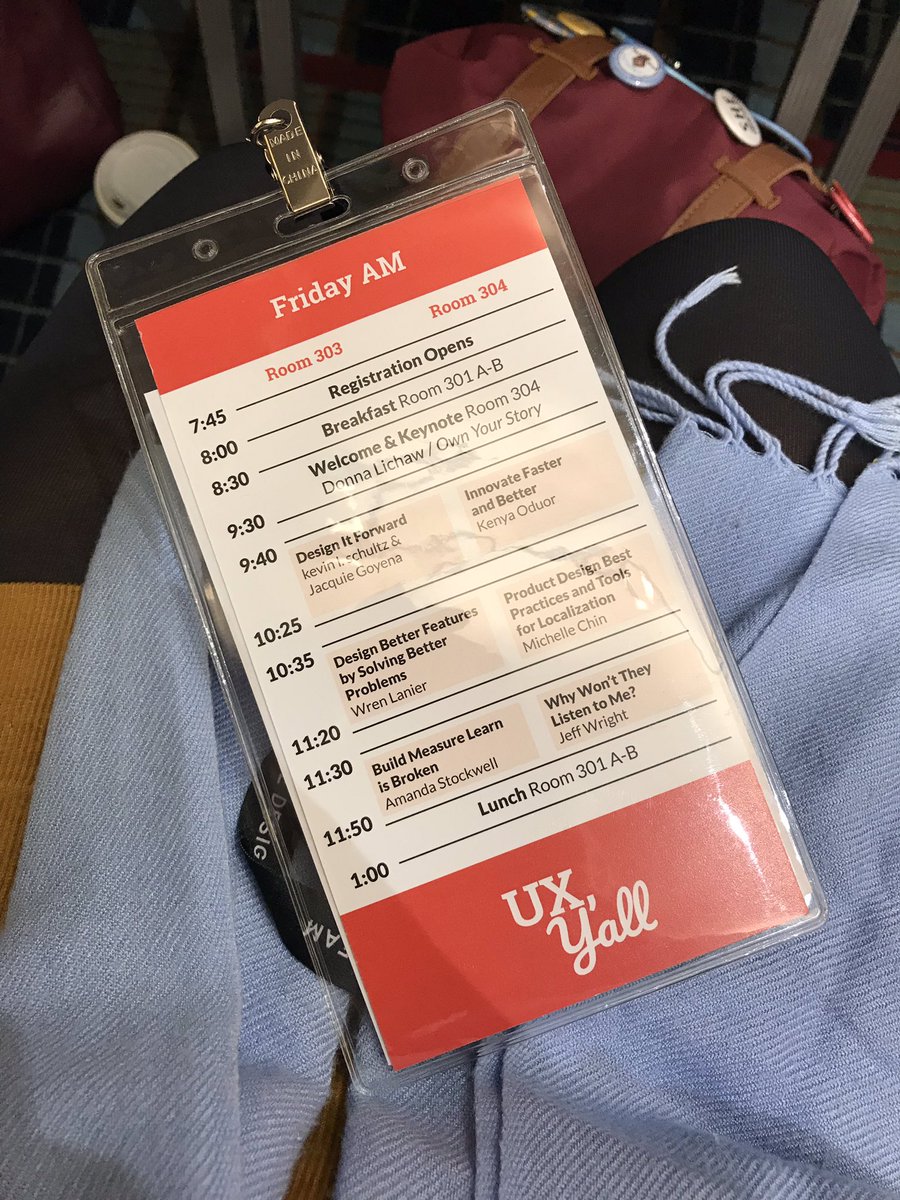 MADE
IN
CHINA
SHE
Friday AM
Room 303
Room 304
7:45
Registration Opens
8:00
Breakfast Room 301 A-B
8:30
Welcome & Keynote Room 304
Donna Lichaw / Own Your Story
9:30
9:40
Design It Forward
kevin l. schultz &
Jacquie Goyena
Innovate Faster
and Better
Kenya Oduor
10:25
10:35
Design Better Features
by Solving Better
Problems
Wren Lanier
Product Design Best
Practices and Tools
for Localization
Michelle Chin
11:20
11:30
Build Measure Learn
is Broken
Amanda Stockwell
Why Won't They
Listen to Me?
Jeff Wright
11:50
Lunch Room 301 A-B
1:00
UX,
Y'all